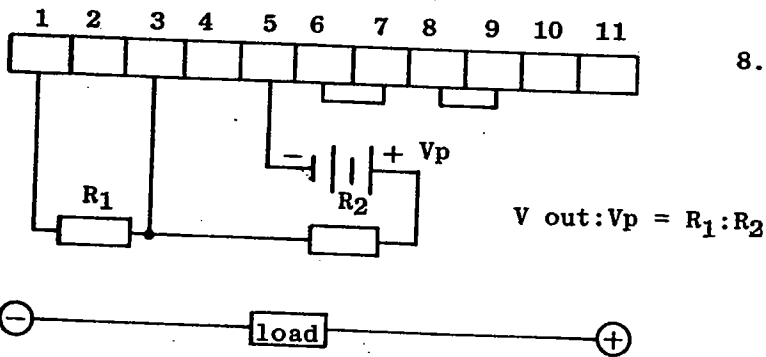 1 2 3 4 5 6 7 8 9 10 11
8.
− + Vp
R1
R2
V out:Vp = R1:R2
− load +